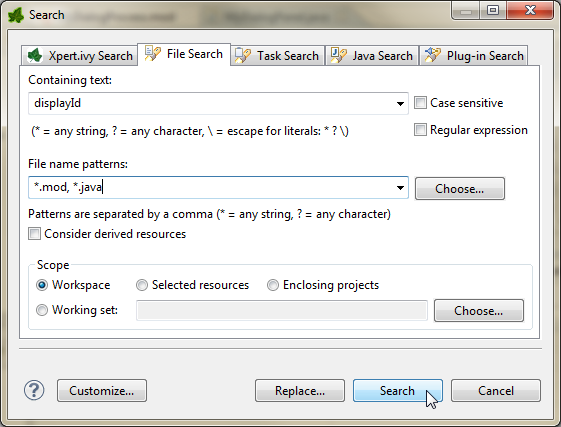 Search
Xpert.ivy Search
File Search
Task Search
Java Search
Plug-in Search
Containing text:
displayId
Case sensitive
(* = any string, ? = any character, \ = escape for literals: * ? \)
Regular expression
File name patterns:
*.mod, *.java
Choose...
Patterns are separated by a comma (* = any string, ? = any character)
Consider derived resources
Scope
Workspace
Selected resources
Enclosing projects
Working set:
Choose...
?
Customize...
Replace...
Search
Cancel